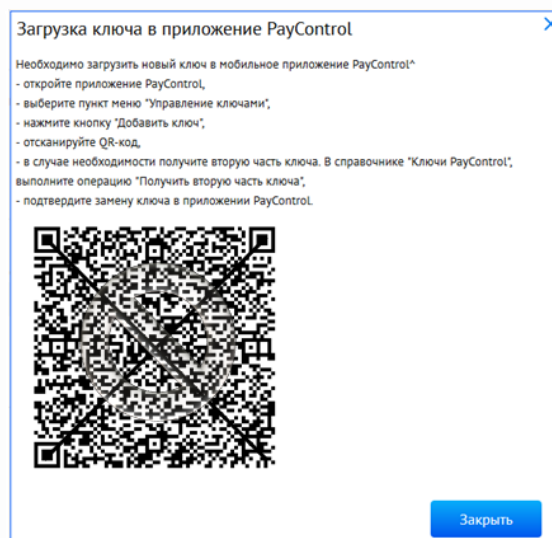 Загрузка ключа в приложение PayControl
Необходимо загрузить новый ключ в мобильное приложение PayControl^
- откройте приложение PayControl,
- выберите пункт меню "Управление ключами",
- нажмите кнопку "Добавить ключ",
- отсканируйте QR-код,
- в случае необходимости получите вторую часть ключа. В справочнике "Ключи PayControl",
выполните операцию "Получить вторую часть ключа",
- подтвердите замену ключа в приложении PayControl.
Закрыть